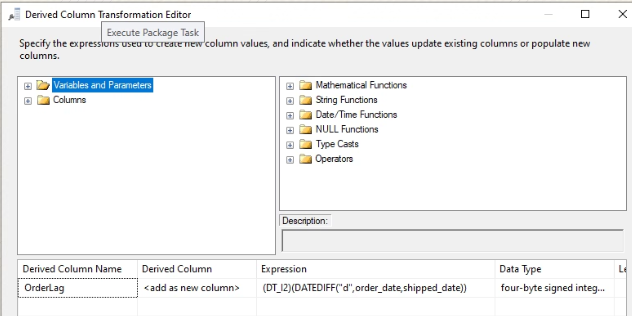 Derived Column Transformation Editor
Execute Package Task
Specify the expressions used to create new column values, and indicate whether the values update existing columns or populate new
columns.
Variables and Parameters
Columns
Mathematical Functions
String Functions
Date/Time Functions
NULL Functions
Type Casts
Operators
Description:
Derived Column Name Derived Column Expression Data Type Le
OrderLag <add as new column> (DT_I2)(DATEDIFF("d",order_date,shipped_date)) four-byte signed integ...